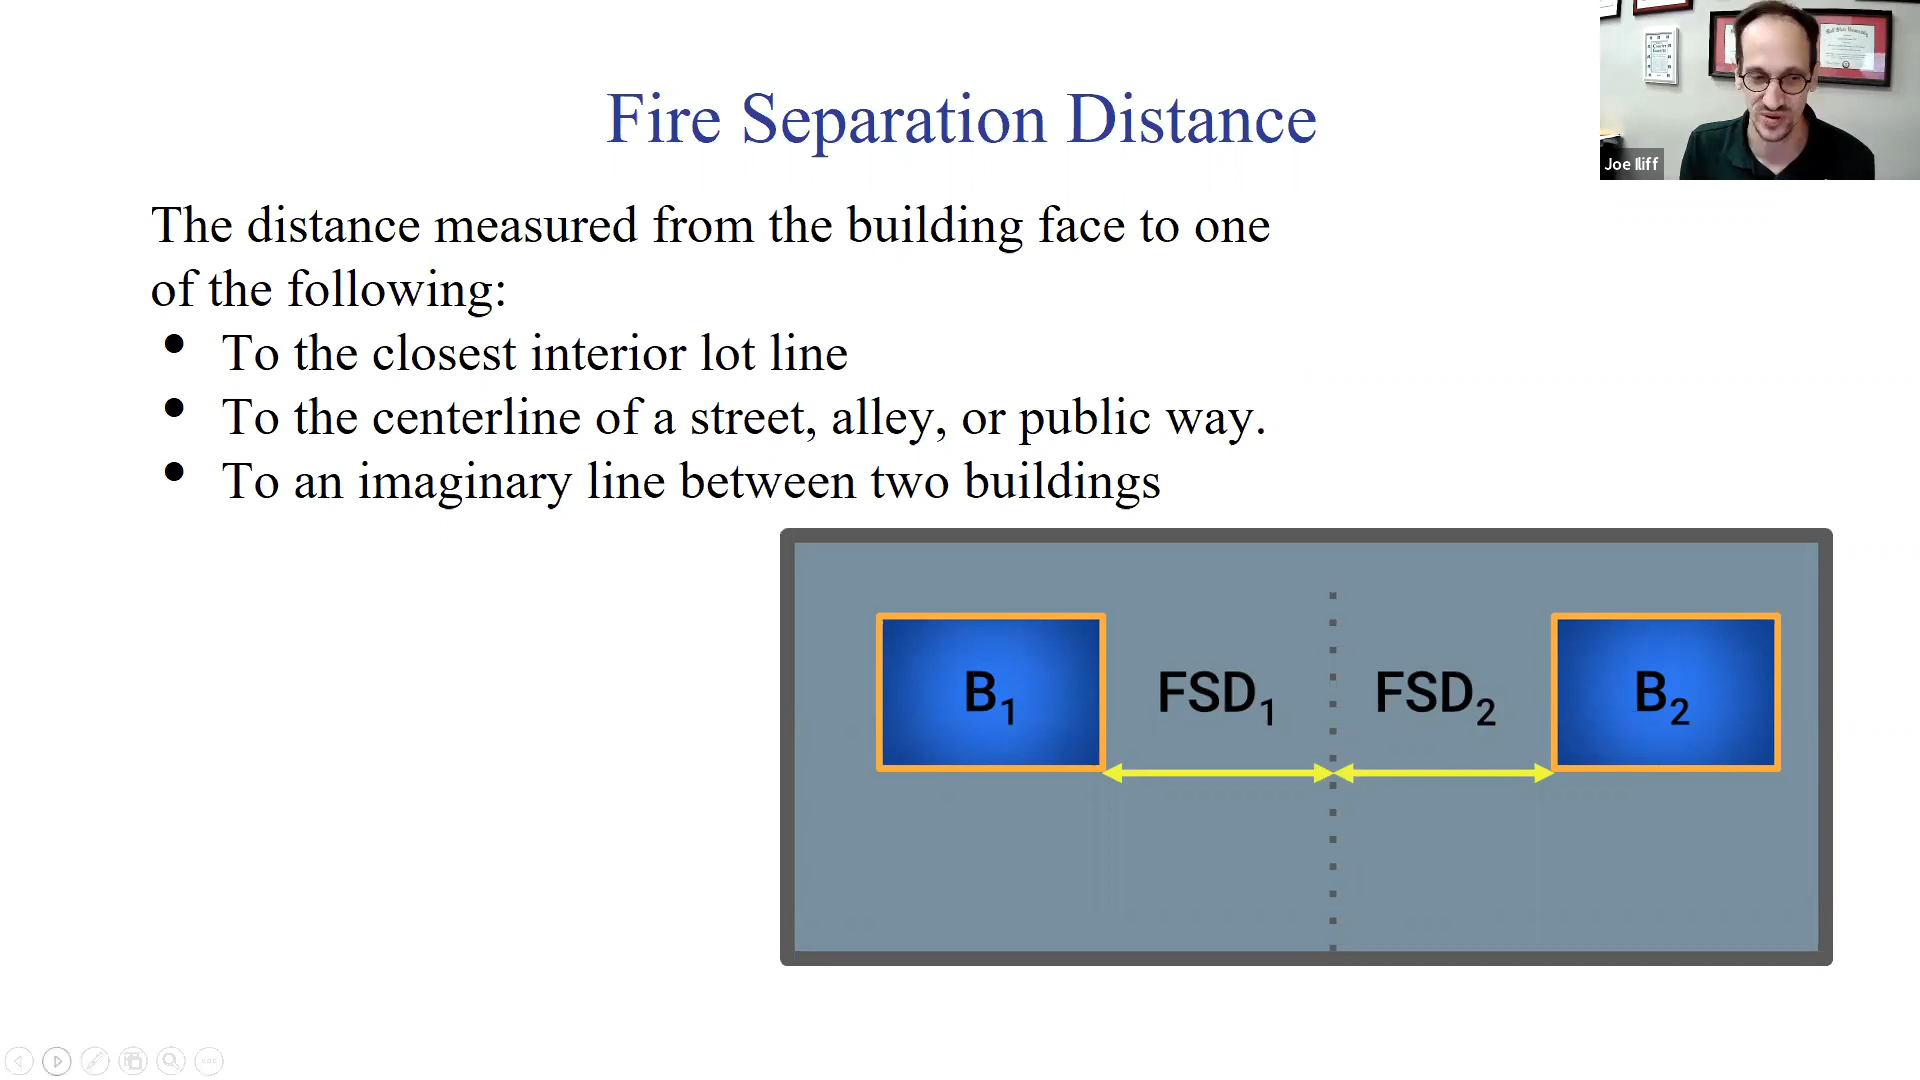 Fire Separation Distance
Joe Iliff
The distance measured from the building face to one
of the following:
• To the closest interior lot line
• To the centerline of a street, alley, or public way.
• To an imaginary line between two buildings
B1 FSD1 FSD2 B2